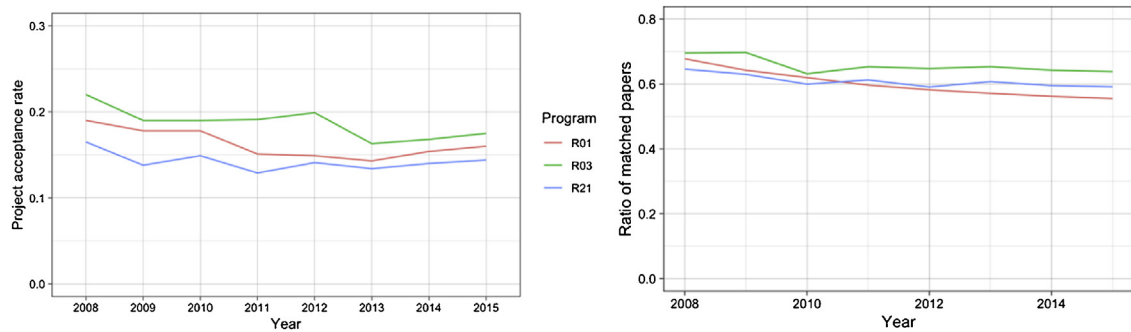 Project acceptance rate
0.3
0.2
0.1
0.0
2008 2009 2010 2011 2012 2013 2014 2015
Year
Program
R01
R03
R21
Ratio of matched papers
0.8
0.6
0.4
0.2
0.0
2008 2010 2012 2014
Year